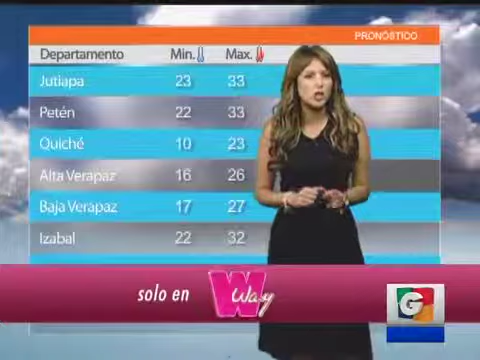 PRONÓSTICO
Departamento Min. Max.
Jutiapa 23 33
Petén 22 33
Quiché 10 23
Alta Verapaz 16 26
Baja Verapaz 17 27
Izabal 22 32
solo en W Way
G